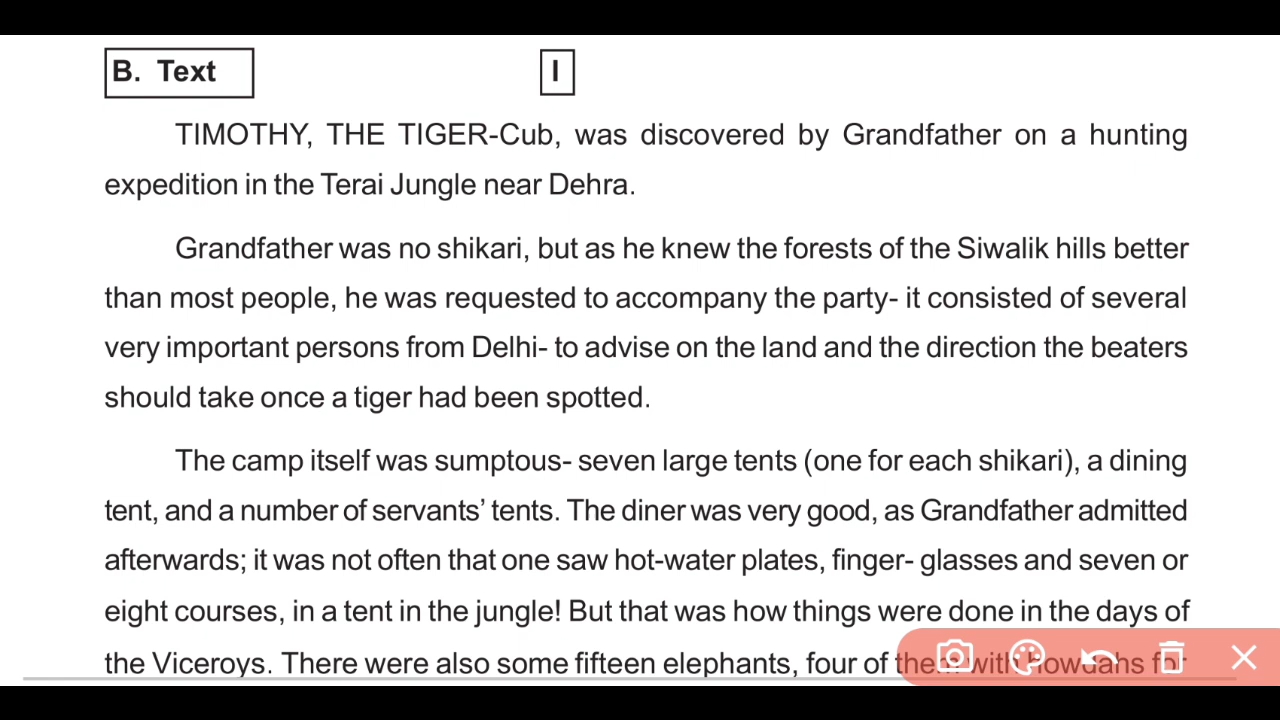 B. Text
I
TIMOTHY, THE TIGER-Cub, was discovered by Grandfather on a hunting
expedition in the Terai Jungle near Dehra.
Grandfather was no shikari, but as he knew the forests of the Siwalik hills better
than most people, he was requested to accompany the party- it consisted of several
very important persons from Delhi- to advise on the land and the direction the beaters
should take once a tiger had been spotted.
The camp itself was sumptous- seven large tents (one for each shikari), a dining
tent, and a number of servants’ tents. The diner was very good, as Grandfather admitted
afterwards; it was not often that one saw hot-water plates, finger- glasses and seven or
eight courses, in a tent in the jungle! But that was how things were done in the days of
the Viceroys. There were also some fifteen elephants, four of them with howdahs for